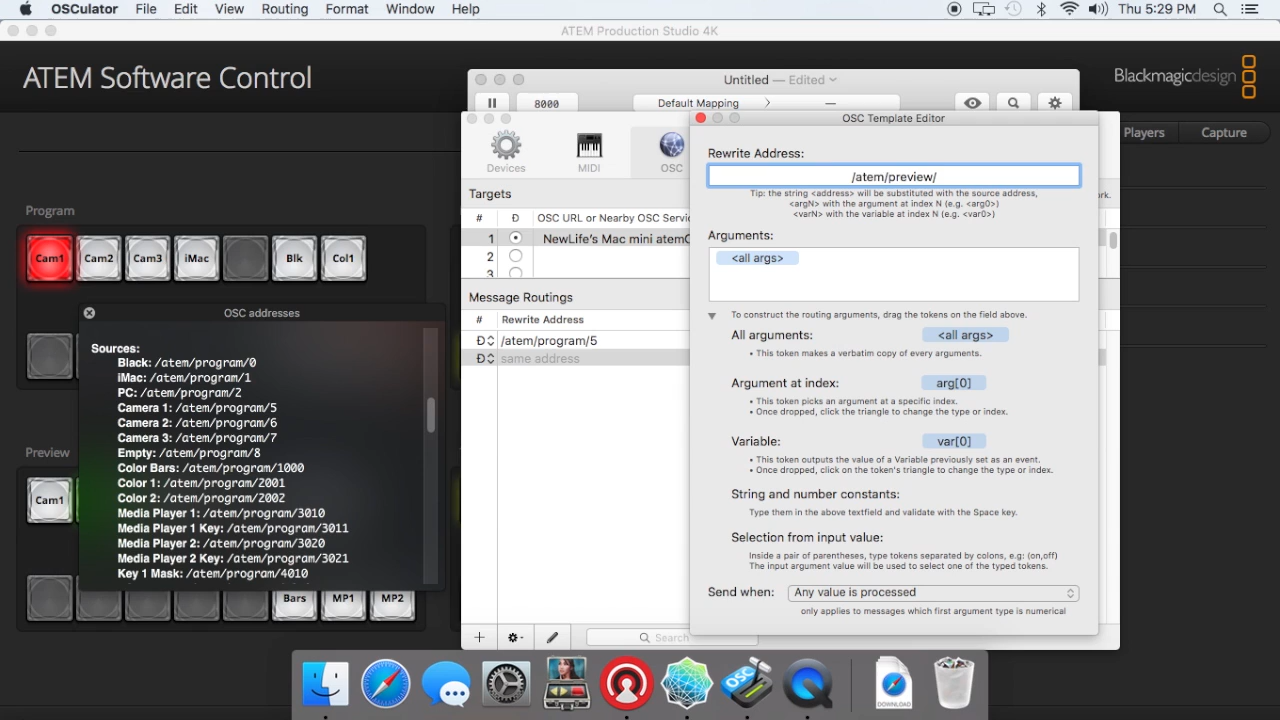 OSCulator File Edit View Routing Format Window Help Thu 5:29 PM
ATEM Production Studio 4K
ATEM Software Control
Blackmagicdesign
Players Capture
Program
Cam1 Cam2 Cam3 iMac Blk Col1
Preview
Cam1
Bars MP1 MP2
OSC addresses
Sources:
Black: /atem/program/0
iMac: /atem/program/1
PC: /atem/program/2
Camera 1: /atem/program/5
Camera 2: /atem/program/6
Camera 3: /atem/program/7
Empty: /atem/program/8
Color Bars: /atem/program/1000
Color 1: /atem/program/2001
Color 2: /atem/program/2002
Media Player 1: /atem/program/3010
Media Player 1 Key: /atem/program/3011
Media Player 2: /atem/program/3020
Media Player 2 Key: /atem/program/3021
Key 1 Mask: /atem/program/4010
Untitled — Edited
8000 Default Mapping —
Devices MIDI OSC
Targets
# Đ OSC URL or Nearby OSC Servi
1 NewLife's Mac mini atemO
2
3
Message Routings
# Rewrite Address
Đ /atem/program/5
Đ same address
Search
OSC Template Editor
Rewrite Address:
/atem/preview/
Tip: the string <address> will be substituted with the source address,
<argN> with the argument at index N (e.g. <arg0>)
<varN> with the variable at index N (e.g. <var0>)
Arguments:
<all args>
To construct the routing arguments, drag the tokens on the field above.
All arguments: <all args>
• This token makes a verbatim copy of every arguments.
Argument at index: arg[0]
• This token picks an argument at a specific index.
• Once dropped, click the triangle to change the type or index.
Variable: var[0]
• This token outputs the value of a Variable previously set as an event.
• Once dropped, click on the token's triangle to change the type or index.
String and number constants:
Type them in the above textfield and validate with the Space key.
Selection from input value:
Inside a pair of parentheses, type tokens separated by colons, e.g: (on,off)
The input argument value will be used to select one of the typed tokens.
Send when: Any value is processed
only applies to messages which first argument type is numerical
rk.
OSC
DOWNLOAD